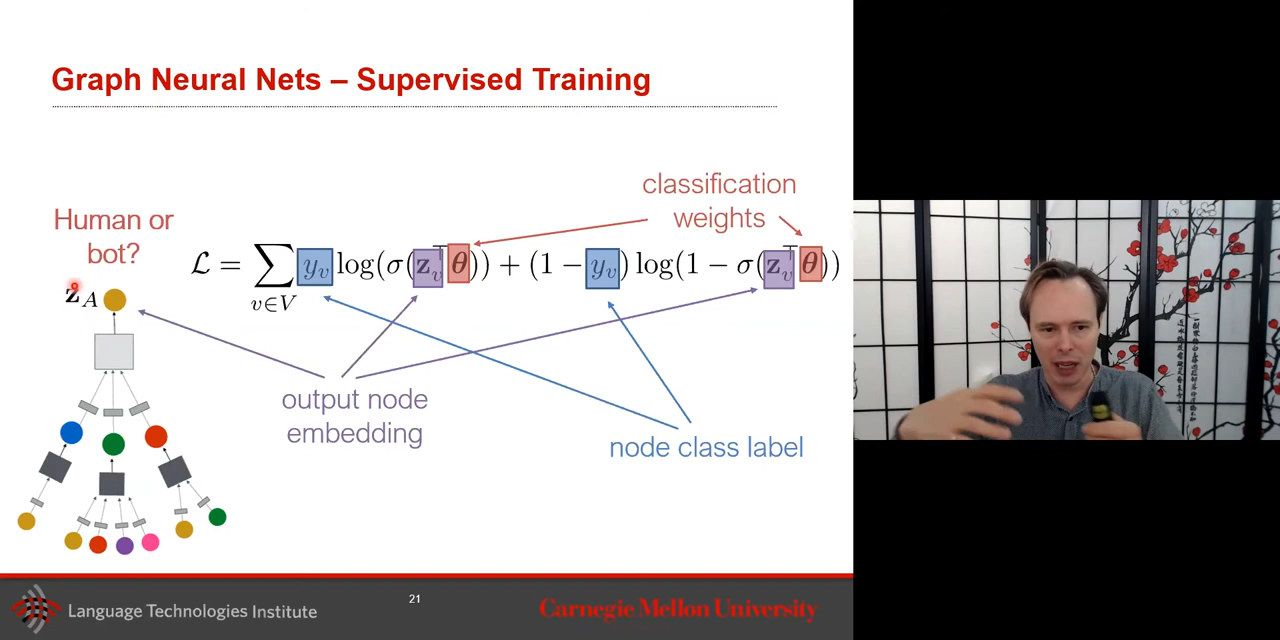 Graph Neural Nets – Supervised Training
classification
weights
Human or
bot?
ℒ = ∑_{v∈V} y_v log(σ(z_v^⊤ θ)) + (1 − y_v) log(1 − σ(z_v^⊤ θ))
z_A
output node
embedding
node class label
Language Technologies Institute
21
Carnegie Mellon University